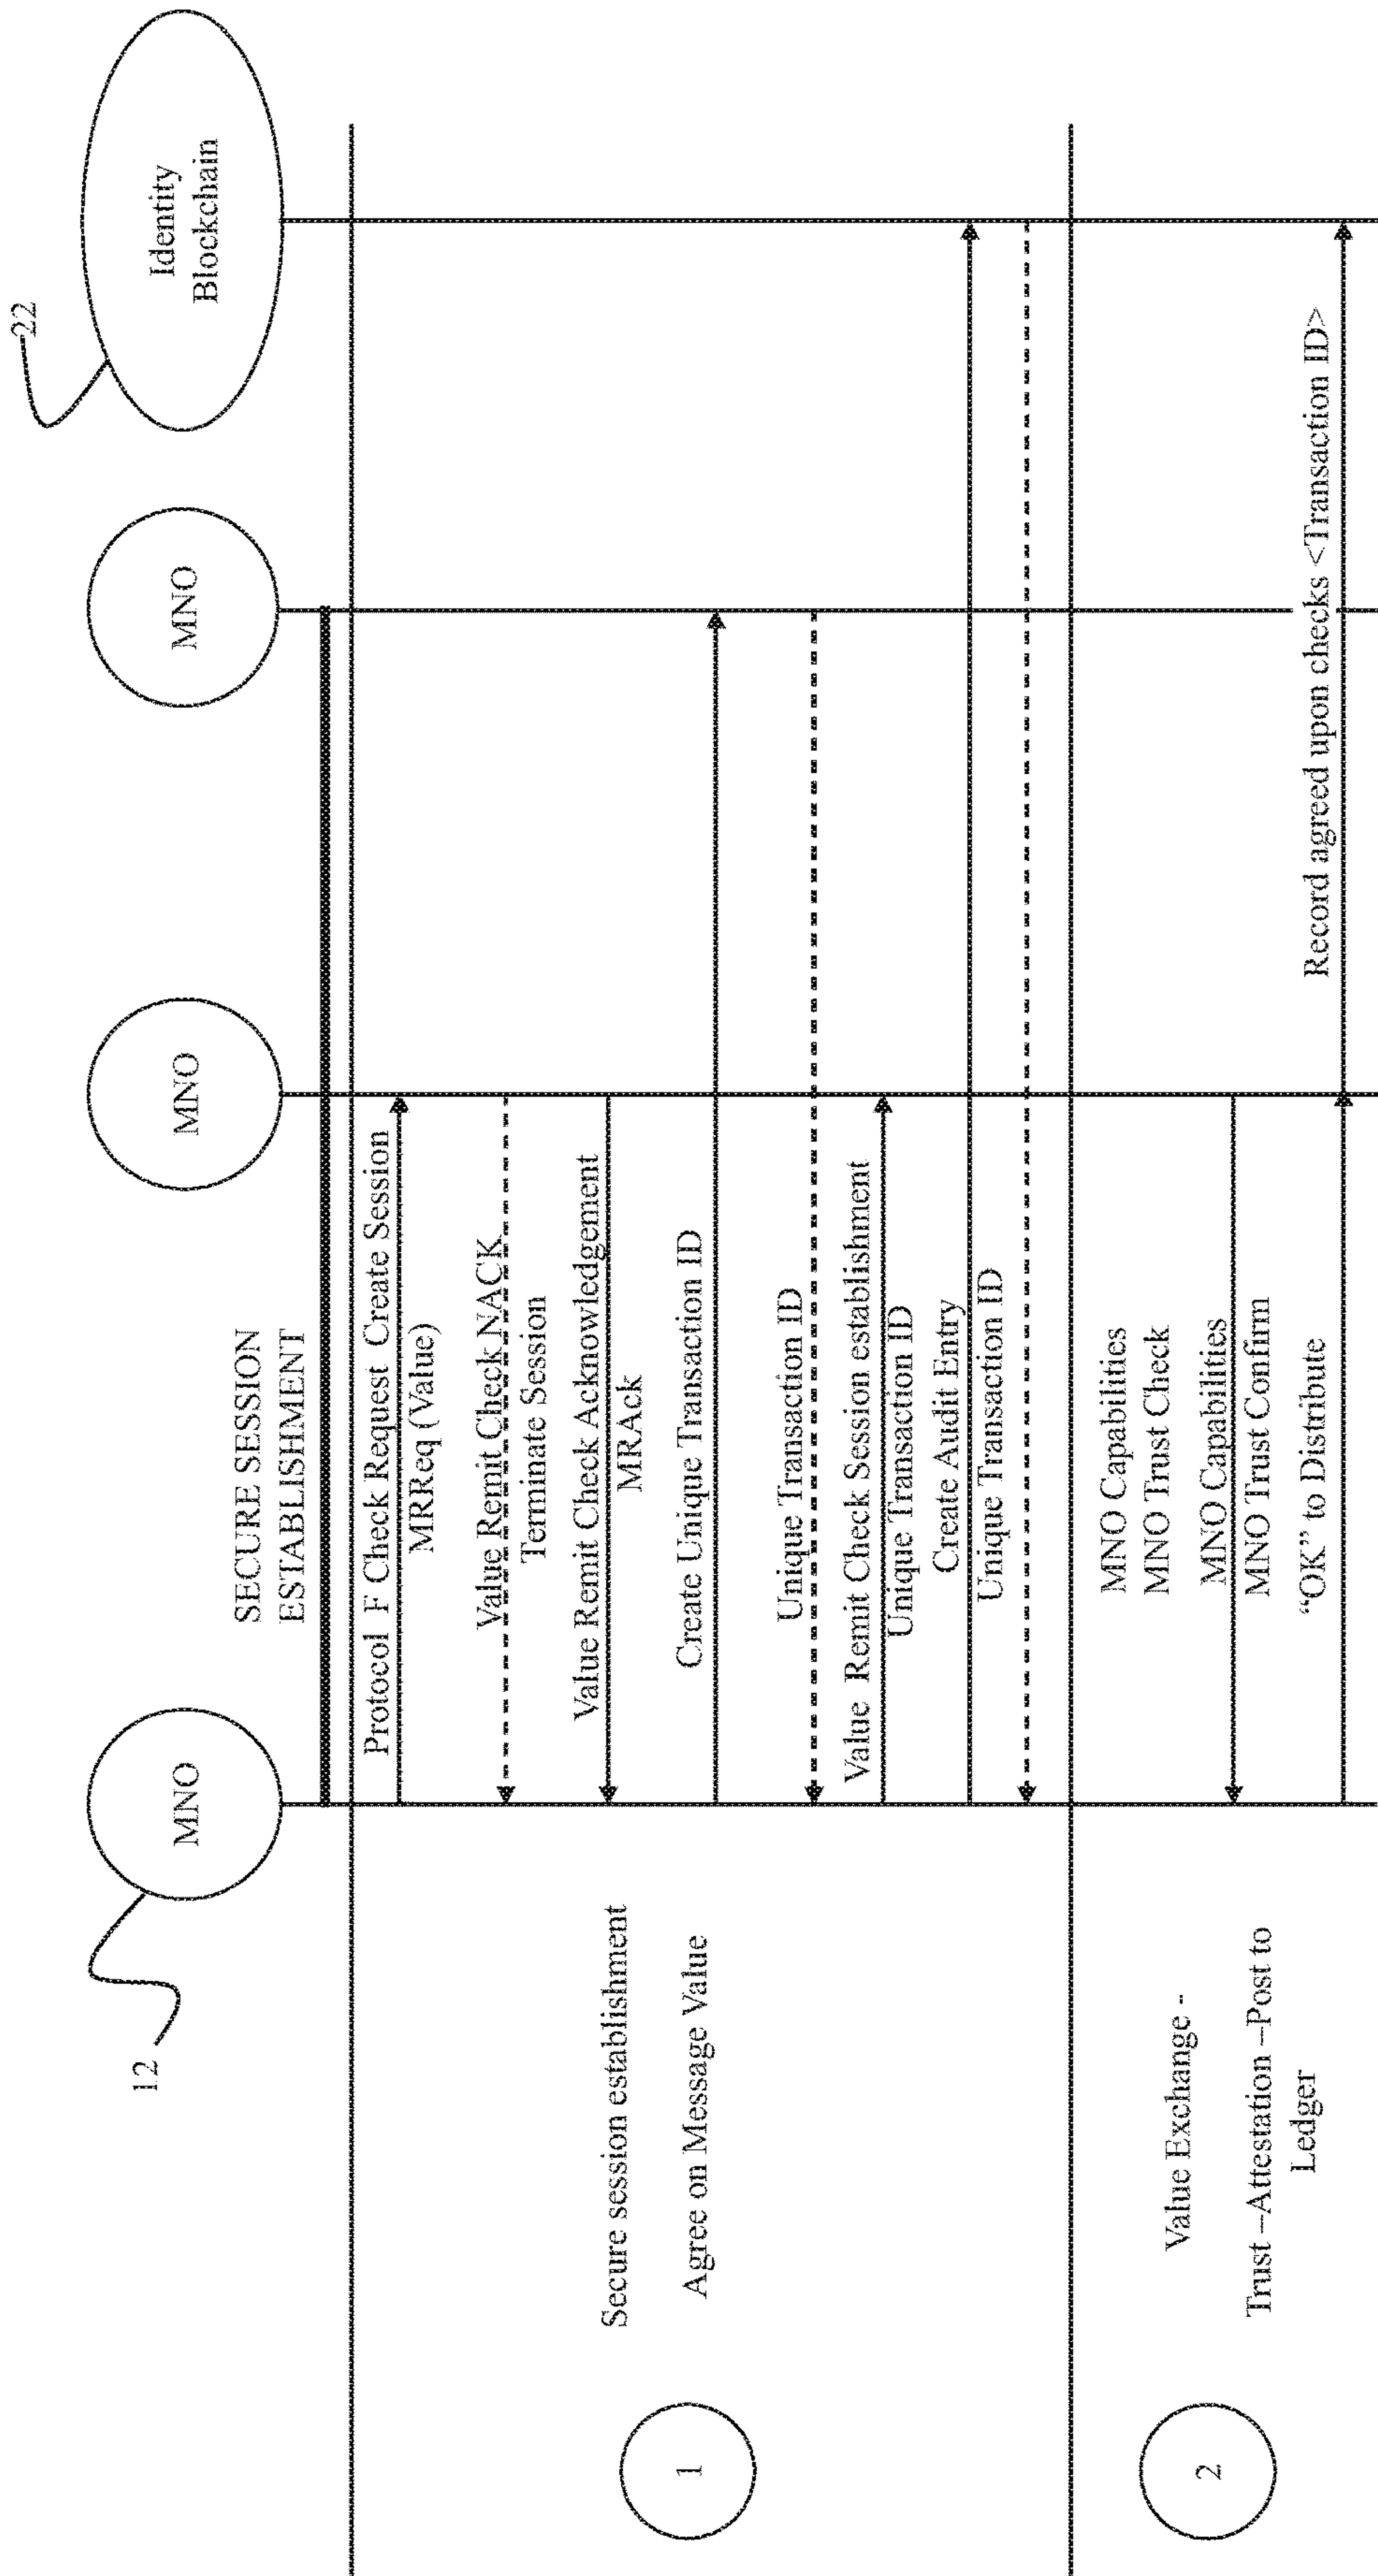 12
MNO
MNO
MNO
22
Identity
Blockchain
SECURE SESSION
ESTABLISHMENT
1
Secure session establishment
Agree on Message Value
Protocol F Check Request Create Session
MRReq (Value)
Value Remit Check NACK
Terminate Session
Value Remit Check Acknowledgement
MRAck
Create Unique Transaction ID
Unique Transaction ID
Value Remit Check Session establishment
Unique Transaction ID
Create Audit Entry
Unique Transaction ID
2
Value Exchange -
Trust –Attestation –Post to
Ledger
MNO Capabilities
MNO Trust Check
MNO Capabilities
MNO Trust Confirm
“OK” to Distribute
Record agreed upon checks <Transaction ID>